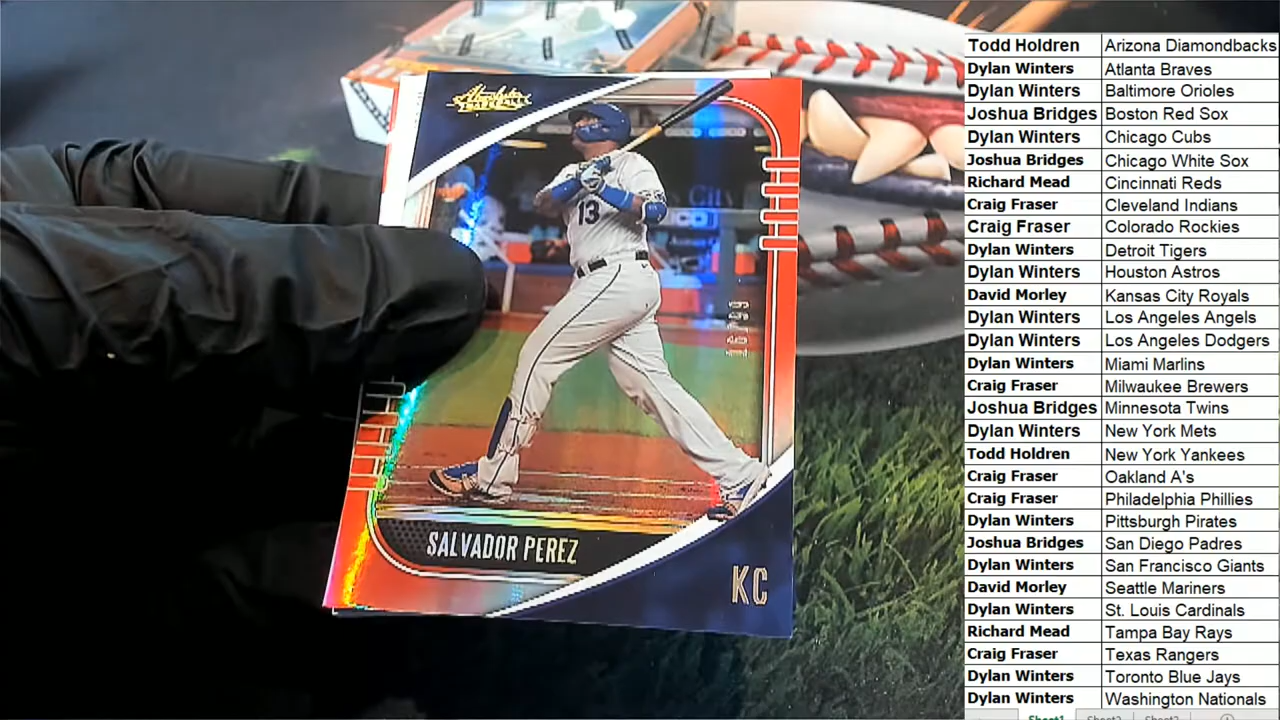 Absolute
BASEBALL
13
16/99
SALVADOR PEREZ
KC
Todd Holdren Arizona Diamondbacks
Dylan Winters Atlanta Braves
Dylan Winters Baltimore Orioles
Joshua Bridges Boston Red Sox
Dylan Winters Chicago Cubs
Joshua Bridges Chicago White Sox
Richard Mead Cincinnati Reds
Craig Fraser Cleveland Indians
Craig Fraser Colorado Rockies
Dylan Winters Detroit Tigers
Dylan Winters Houston Astros
David Morley Kansas City Royals
Dylan Winters Los Angeles Angels
Dylan Winters Los Angeles Dodgers
Dylan Winters Miami Marlins
Craig Fraser Milwaukee Brewers
Joshua Bridges Minnesota Twins
Dylan Winters New York Mets
Todd Holdren New York Yankees
Craig Fraser Oakland A's
Craig Fraser Philadelphia Phillies
Dylan Winters Pittsburgh Pirates
Joshua Bridges San Diego Padres
Dylan Winters San Francisco Giants
David Morley Seattle Mariners
Dylan Winters St. Louis Cardinals
Richard Mead Tampa Bay Rays
Craig Fraser Texas Rangers
Dylan Winters Toronto Blue Jays
Dylan Winters Washington Nationals
Sheet1 Sheet2 Sheet3